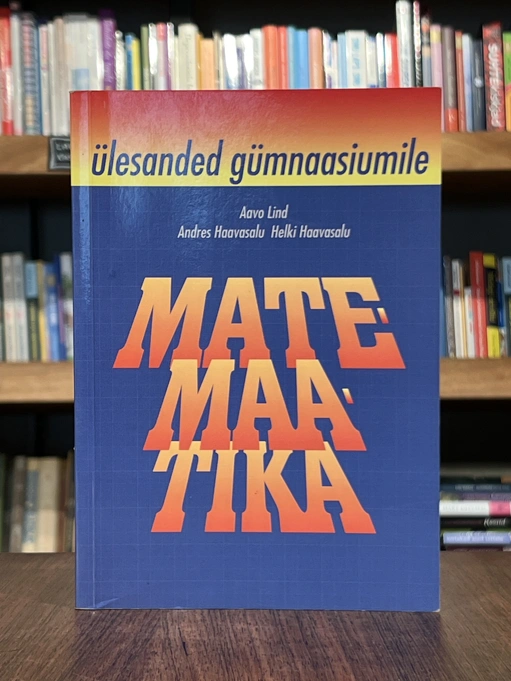 ülesanded gümnaasiumile
Aavo Lind
Andres Haavasalu Helki Haavasalu
MATE-
MAA-
TIKA